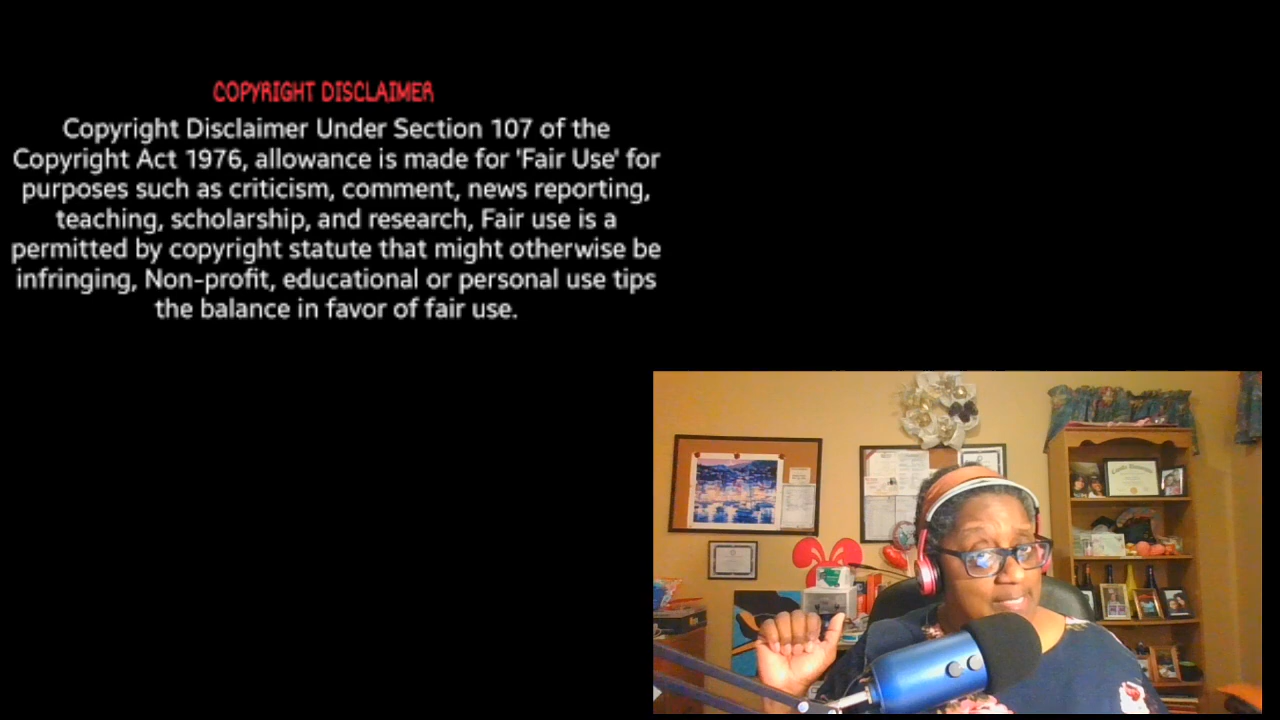 COPYRIGHT DISCLAIMER
Copyright Disclaimer Under Section 107 of the
Copyright Act 1976, allowance is made for 'Fair Use' for
purposes such as criticism, comment, news reporting,
teaching, scholarship, and research, Fair use is a
permitted by copyright statute that might otherwise be
infringing, Non-profit, educational or personal use tips
the balance in favor of fair use.